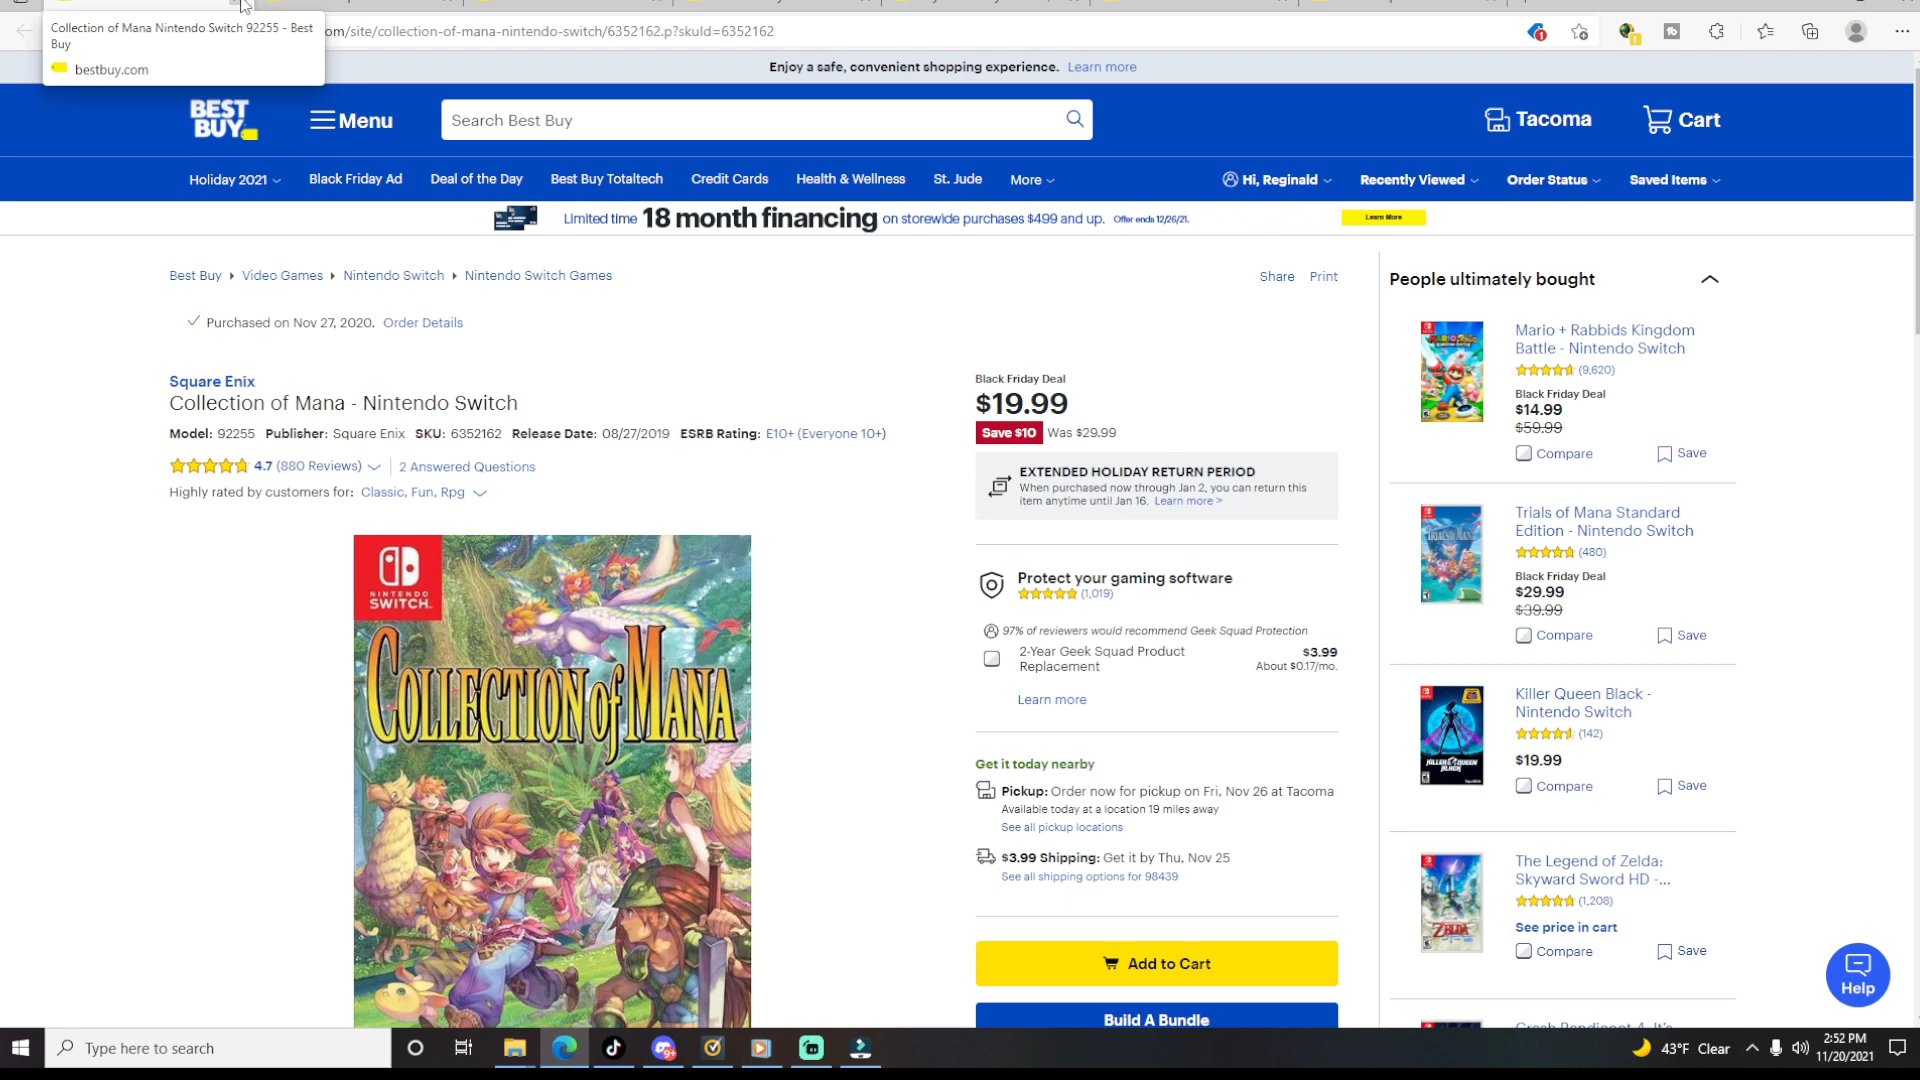 Collection of Mana Nintendo Switch 92255 - Best
Buy
bestbuy.com
om/site/collection-of-mana-nintendo-switch/6352162.p?skuId=6352162
1
Enjoy a safe, convenient shopping experience. Learn more
BEST
BUY
Menu
Search Best Buy
Tacoma
Cart
Holiday 2021
Black Friday Ad
Deal of the Day
Best Buy Totaltech
Credit Cards
Health & Wellness
St. Jude
More
Hi, Reginald
Recently Viewed
Order Status
Saved Items
Limited time 18 month financing on storewide purchases $499 and up. Offer ends 12/26/21.
Learn More
Best Buy
Video Games
Nintendo Switch
Nintendo Switch Games
Share
Print
Purchased on Nov 27, 2020. Order Details
Square Enix
Collection of Mana - Nintendo Switch
Model: 92255 Publisher: Square Enix SKU: 6352162 Release Date: 08/27/2019 ESRB Rating: E10+ (Everyone 10+)
4.7 (880 Reviews)
2 Answered Questions
Highly rated by customers for: Classic, Fun, Rpg
NINTENDO
SWITCH
COLLECTION of MANA
Black Friday Deal
$19.99
Save $10 Was $29.99
EXTENDED HOLIDAY RETURN PERIOD
When purchased now through Jan 2, you can return this
item anytime until Jan 16. Learn more >
Protect your gaming software
(1,019)
97% of reviewers would recommend Geek Squad Protection
2-Year Geek Squad Product
Replacement
$3.99
About $0.17/mo.
Learn more
Get it today nearby
Pickup: Order now for pickup on Fri, Nov 26 at Tacoma
Available today at a location 19 miles away
See all pickup locations
$3.99 Shipping: Get it by Thu, Nov 25
See all shipping options for 98439
Add to Cart
Build A Bundle
People ultimately bought
Mario + Rabbids Kingdom
Battle - Nintendo Switch
(9,620)
Black Friday Deal
$14.99
$59.99
Compare
Save
Trials of Mana Standard
Edition - Nintendo Switch
(480)
Black Friday Deal
$29.99
$39.99
Compare
Save
Killer Queen Black -
Nintendo Switch
(142)
$19.99
Compare
Save
The Legend of Zelda:
Skyward Sword HD -...
(1,208)
See price in cart
Compare
Save
Crash Bandicoot 4: It's
Help
Type here to search
9+
43°F Clear
2:52 PM
11/20/2021